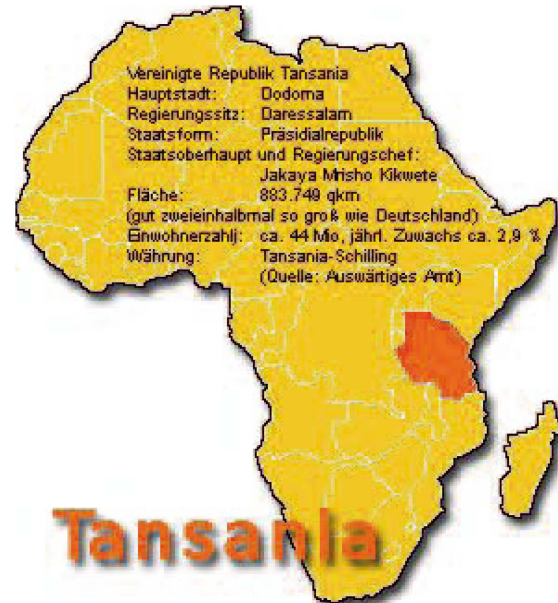 Vereinigte Republik Tansania
Hauptstadt: Dodoma
Regierungssitz: Daressalam
Staatsform: Präsidialrepublik
Staatsoberhaupt und Regierungschef:
Jakaya Mrisho Kikwete
Fläche: 883.749 qkm
(gut zweieinhalbmal so groß wie Deutschland)
Einwohnerzahlj: ca. 44 Mio, jährl. Zuwachs ca. 2,9 %
Währung: Tansania-Schilling
(Quelle: Auswärtiges Amt)
Tansania